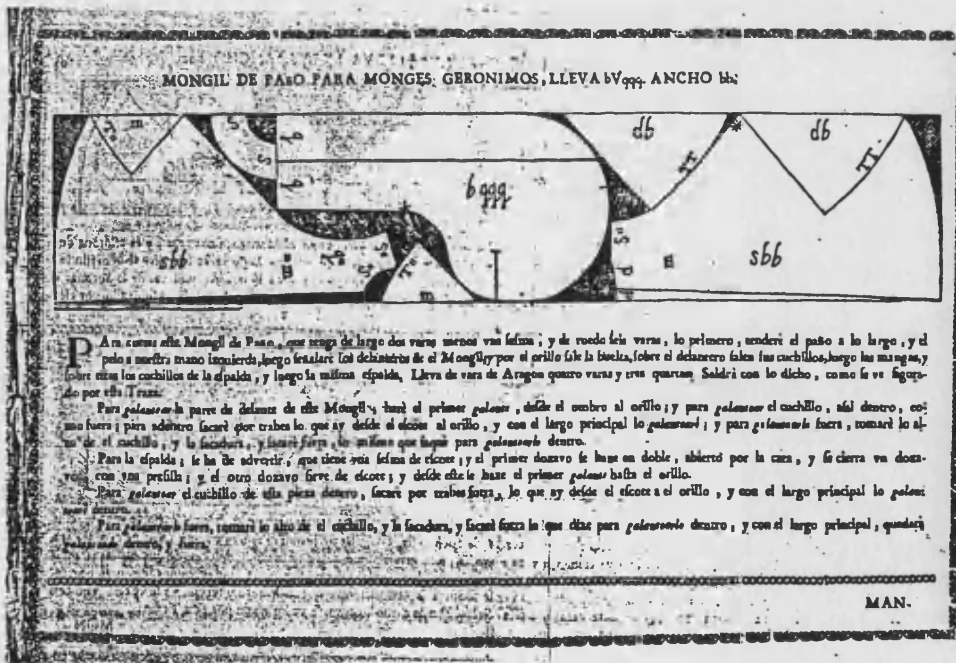 MONGIL DE PAÑO PARA MONGES GERONIMOS, LLEVA bVqqq. ANCHO bb.
m
S
S
q
q
db
TT
db
TT
bqqq
sbb
m
m
d
m
sbb
PAra cortar este Mongil de Paño, que tenga de largo dos varas menos vna sesma; y de ruedo seis varas, lo primero, tenderè el paño a lo largo, y el
pelo a nuestra mano izquierda, luego señalarè los delanteros de el Mongil, y por el orillo sale la buelta, sobre el delantero salen sus cuchillos, luego las mangas, y
sobre estas los cuchillos de la espalda, y luego la misma espalda. Lleva de vara de Aragon quatro varas y tres quartas. Saldrà con lo dicho, como se ve figura-
do por esta traza.
Para galonear la parte de delante de este Mongil, harè el primer galone, desde el ombro al orillo; y para galonear el cuchillo, assi dentro, co-
mo fuera; para adentro sacarè por trabes lo que ay desde el escote al orillo, y con el largo principal lo; y para fuera, tomarè lo al-
to de el cuchillo, y la sacadura, y sacarè fuera, lo mismo que saquè para dentro.
Para la espalda; se ha de advertir, que tiene vna sesma de escote; y el primer dozavo se haze en doble, abierto por la cara, y se cierra vn doza-
vo con vna presilla; y el otro dozavo sirve de escote; y desde este le haze el primer galone hasta el orillo.
Para galonear el cuchillo de esta pieza dentro, sacarè por trabes fuera, lo que ay desde el escote a el orillo, y con el largo principal lo
dentro.
Para fuera, tomarè lo alto de el cuchillo, y la sacadura, y sacarè fuera lo que dize para dentro, y con el largo principal, quedarà
dentro, y fuera.
MAN-